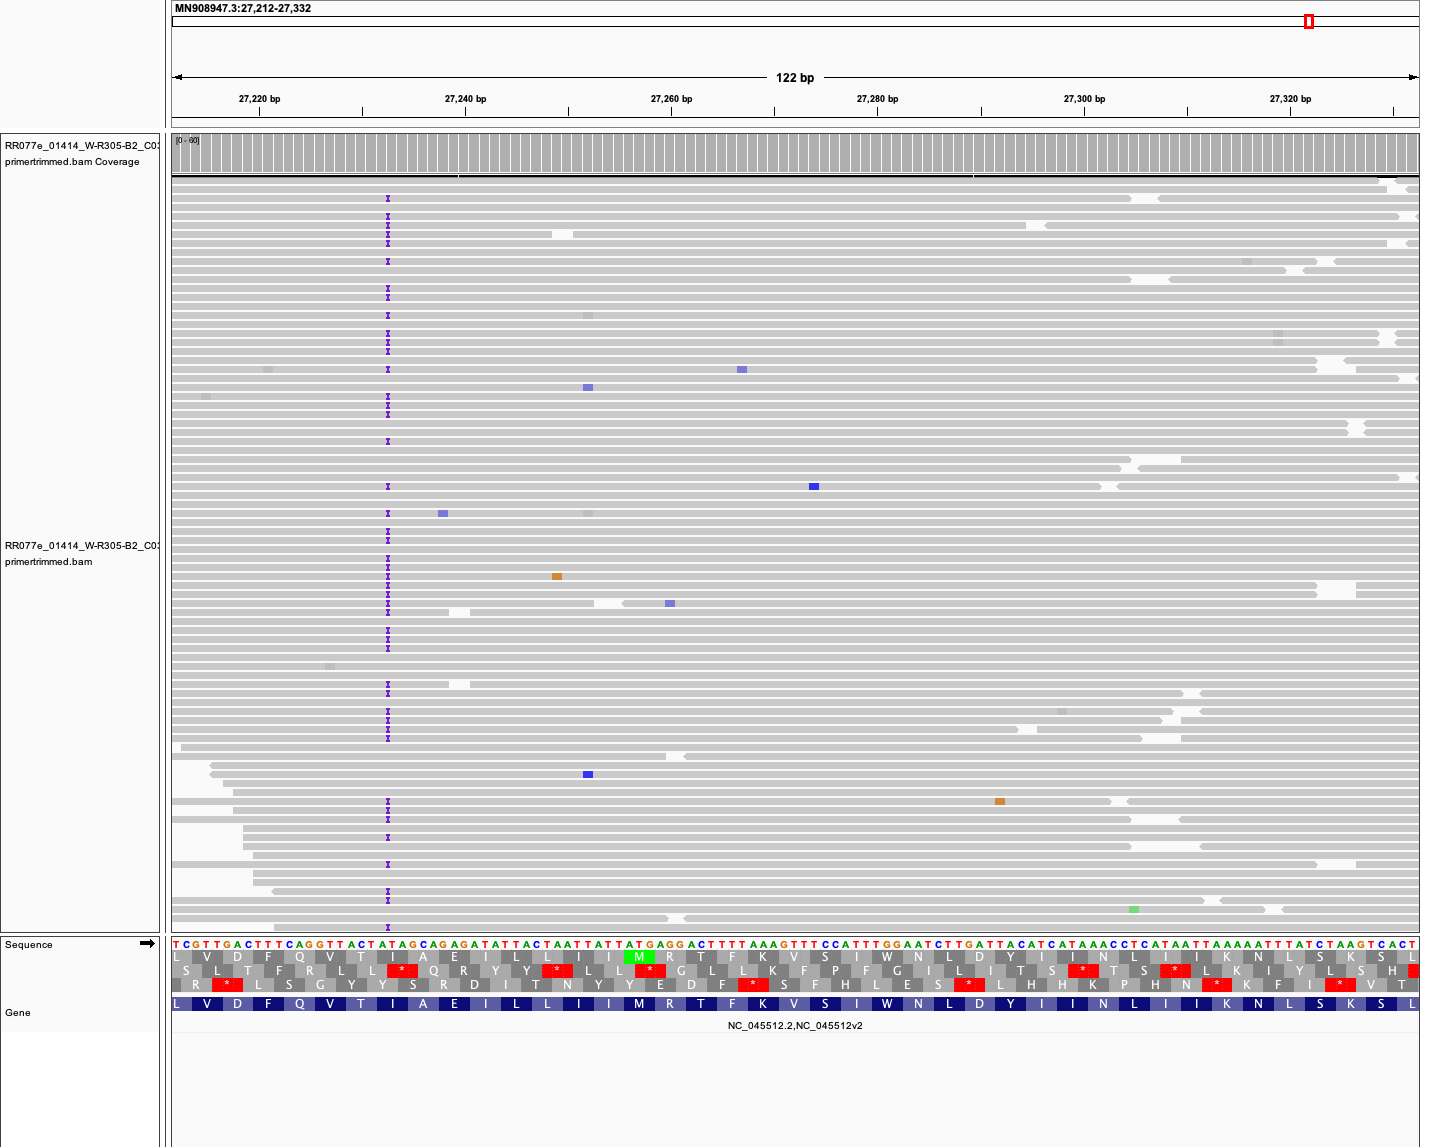 MN908947.3:27,212-27,332
122 bp
27,220 bp 27,240 bp 27,260 bp 27,280 bp 27,300 bp 27,320 bp
RR077e_01414_W-R305-B2_C03
primertrimmed.bam Coverage
[0 - 60]
RR077e_01414_W-R305-B2_C03
primertrimmed.bam
Sequence
TCGTTGACTTTCAGGTTACTATAGCAGAGATATTACTAATTATTATGAGGACTTTTAAAGTTTCCATTTGGAATCTTGATTACATCATAAACCTCATAATTAAAAATTTATCTAAGTCACT
L V D F Q V T I A E I L L I I M R T F K V S I W N L D Y I I N L I I K N L S K S L
S L T F R L L * Q R Y Y * L L * G L L K F P F G I L I T S * T S * L K I Y L S H
R * L S G Y Y S R D I T N Y Y E D F * S F H L E S * L H H K P H N * K F I * V T
Gene
L V D F Q V T I A E I L L I I M R T F K V S I W N L D Y I I N L I I K N L S K S L
NC_045512.2,NC_045512v2